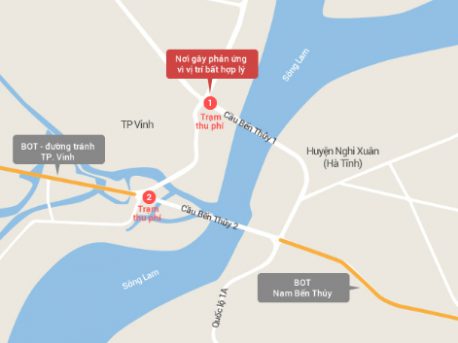 Nơi gây phản ứng
vì vị trí bất hợp lý
Sông Lam
1
Trạm
thu phí
TP Vinh
Cầu Bến Thủy 1
BOT - đường tránh
TP. Vinh
Huyện Nghi Xuân
(Hà Tĩnh)
2
Trạm
thu phí
Cầu Bến Thủy 2
Sông Lam
BOT
Nam Bến Thủy
Quốc lộ 1A